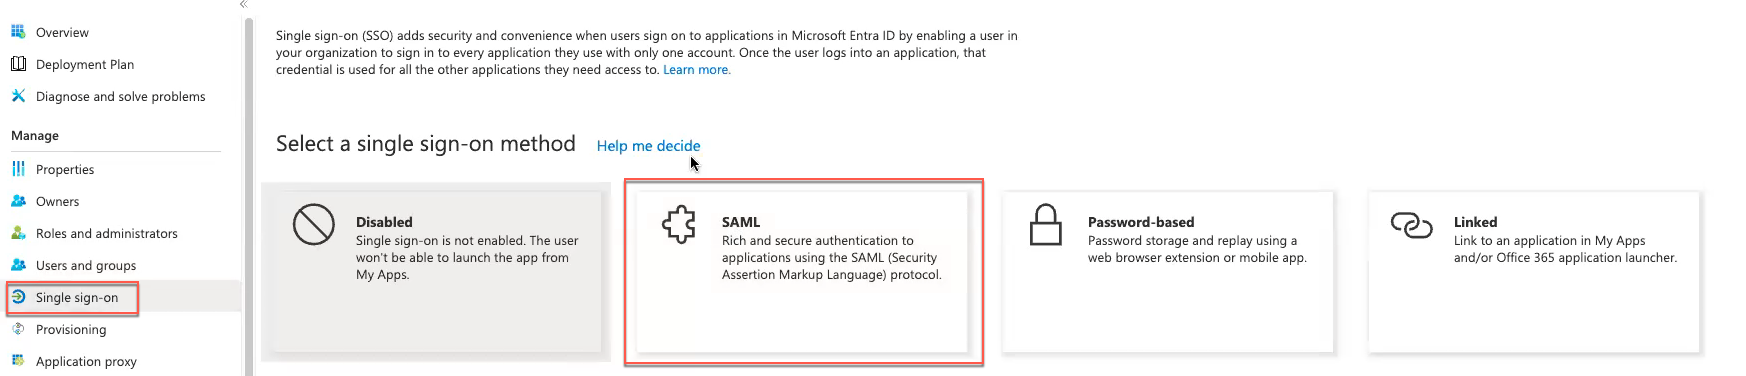 Overview
Deployment Plan
Diagnose and solve problems
Manage
Properties
Owners
Roles and administrators
Users and groups
Single sign-on
Provisioning
Application proxy
Single sign-on (SSO) adds security and convenience when users sign on to applications in Microsoft Entra ID by enabling a user in
your organization to sign in to every application they use with only one account. Once the user logs into an application, that
credential is used for all the other applications they need access to. Learn more.
Select a single sign-on method Help me decide
Disabled
Single sign-on is not enabled. The user
won't be able to launch the app from
My Apps.
SAML
Rich and secure authentication to
applications using the SAML (Security
Assertion Markup Language) protocol.
Password-based
Password storage and replay using a
web browser extension or mobile app.
Linked
Link to an application in My Apps
and/or Office 365 application launcher.